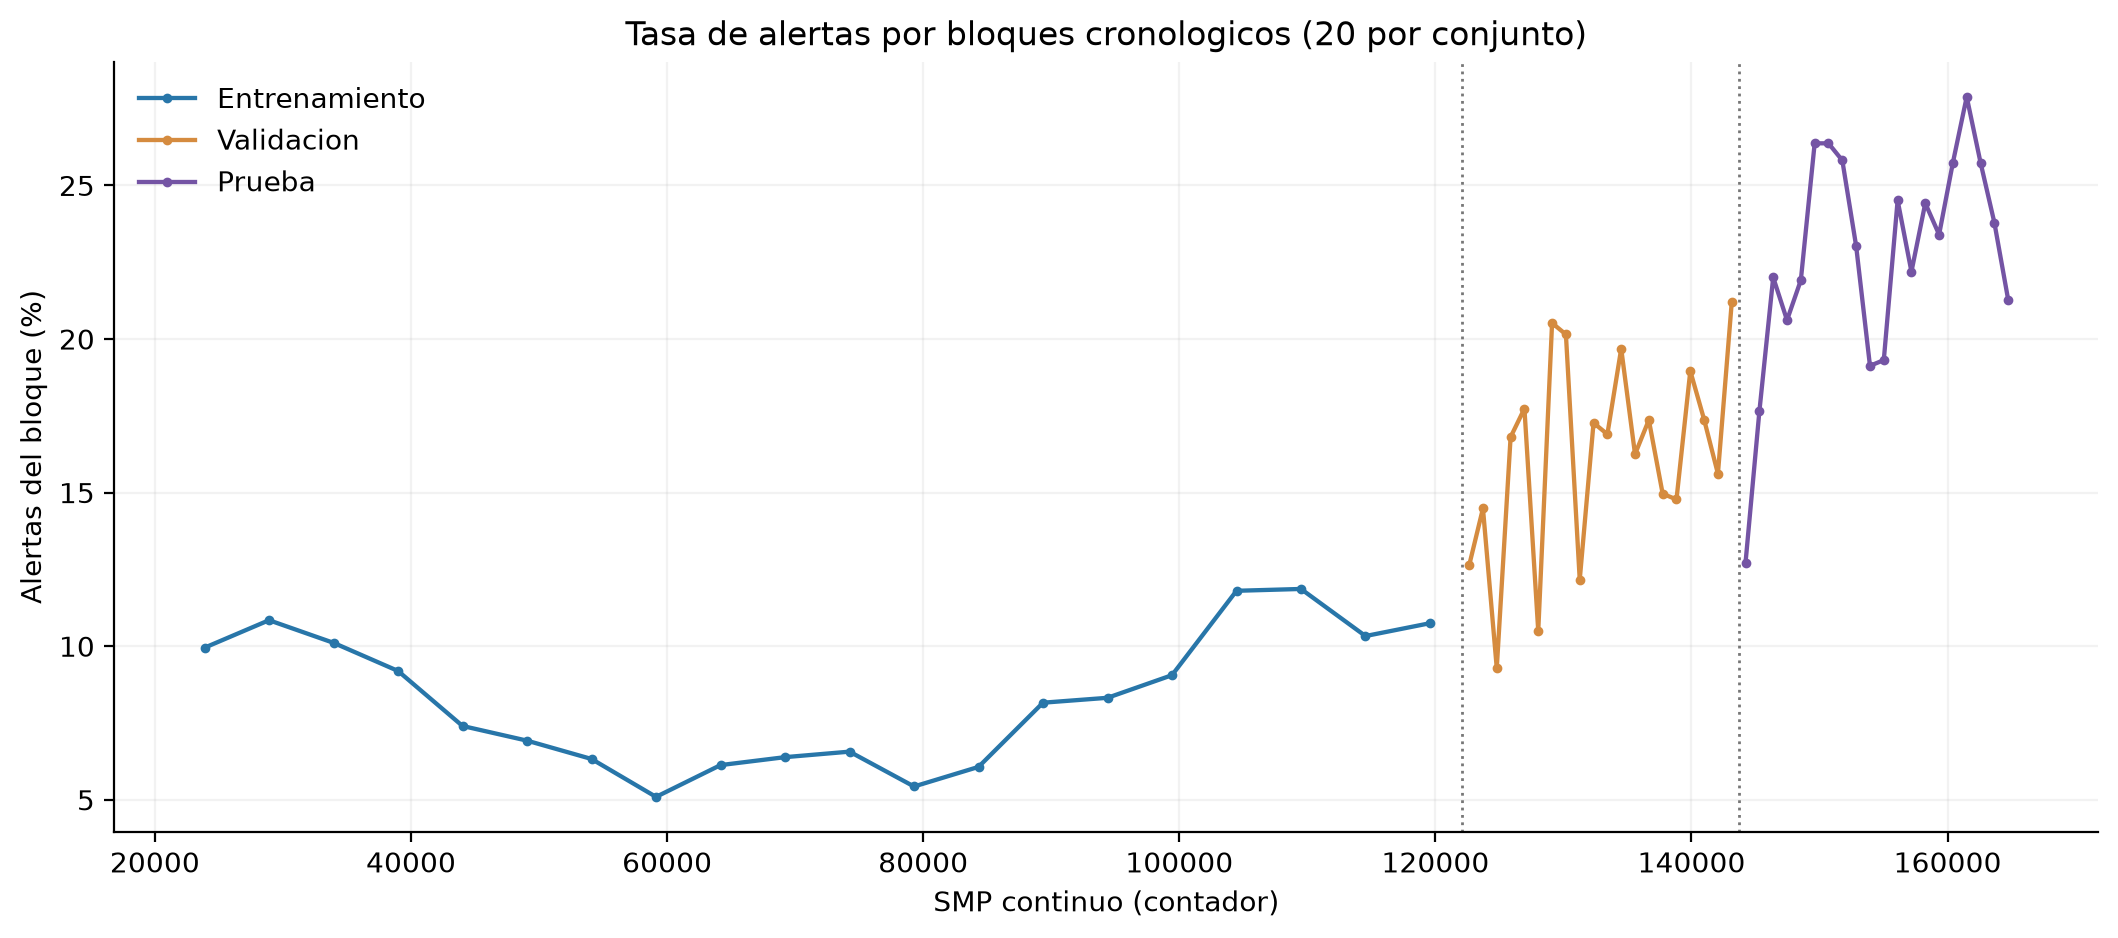 Tasa de alertas por bloques cronologicos (20 por conjunto)
Entrenamiento
Validacion
Prueba
Alertas del bloque (%)
25
20
15
10
5
20000 40000 60000 80000 100000 120000 140000 160000
SMP continuo (contador)